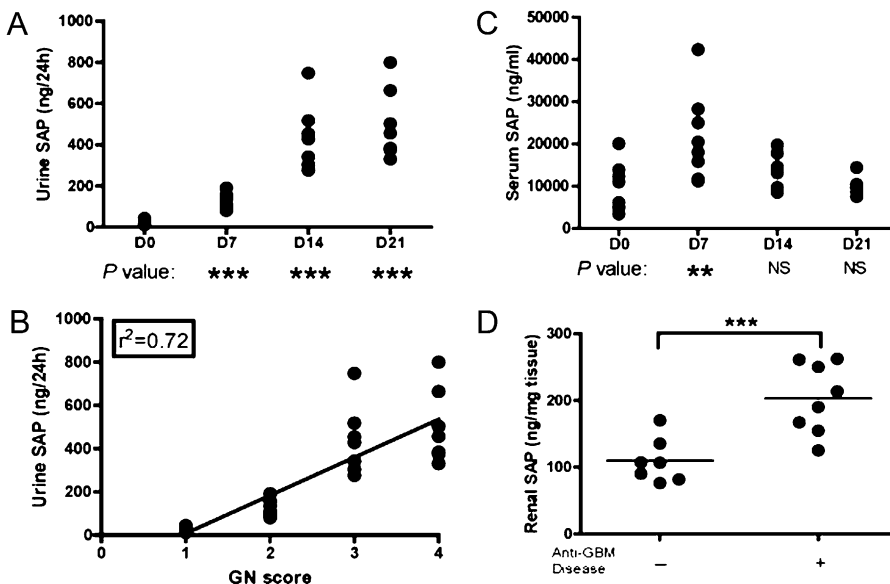 A
1000
800
600
400
200
0
Urine SAP (ng/24h)
D0 D7 D14 D21
P value: *** *** ***
C
50000
40000
30000
20000
10000
0
Serum SAP (ng/ml)
D0 D7 D14 D21
P value: ** NS NS
B
1000
800
600
400
200
0
Urine SAP (ng/24h)
r²=0.72
0 1 2 3 4
GN score
D
300
200
100
0
Renal SAP (ng/mg tissue)
***
Anti-GBM
Disease – +